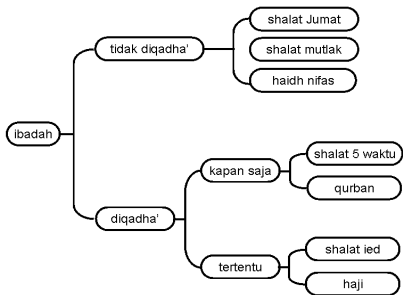 ibadah
tidak diqadha'
shalat Jumat
shalat mutlak
haidh nifas
diqadha'
kapan saja
shalat 5 waktu
qurban
tertentu
shalat ied
haji